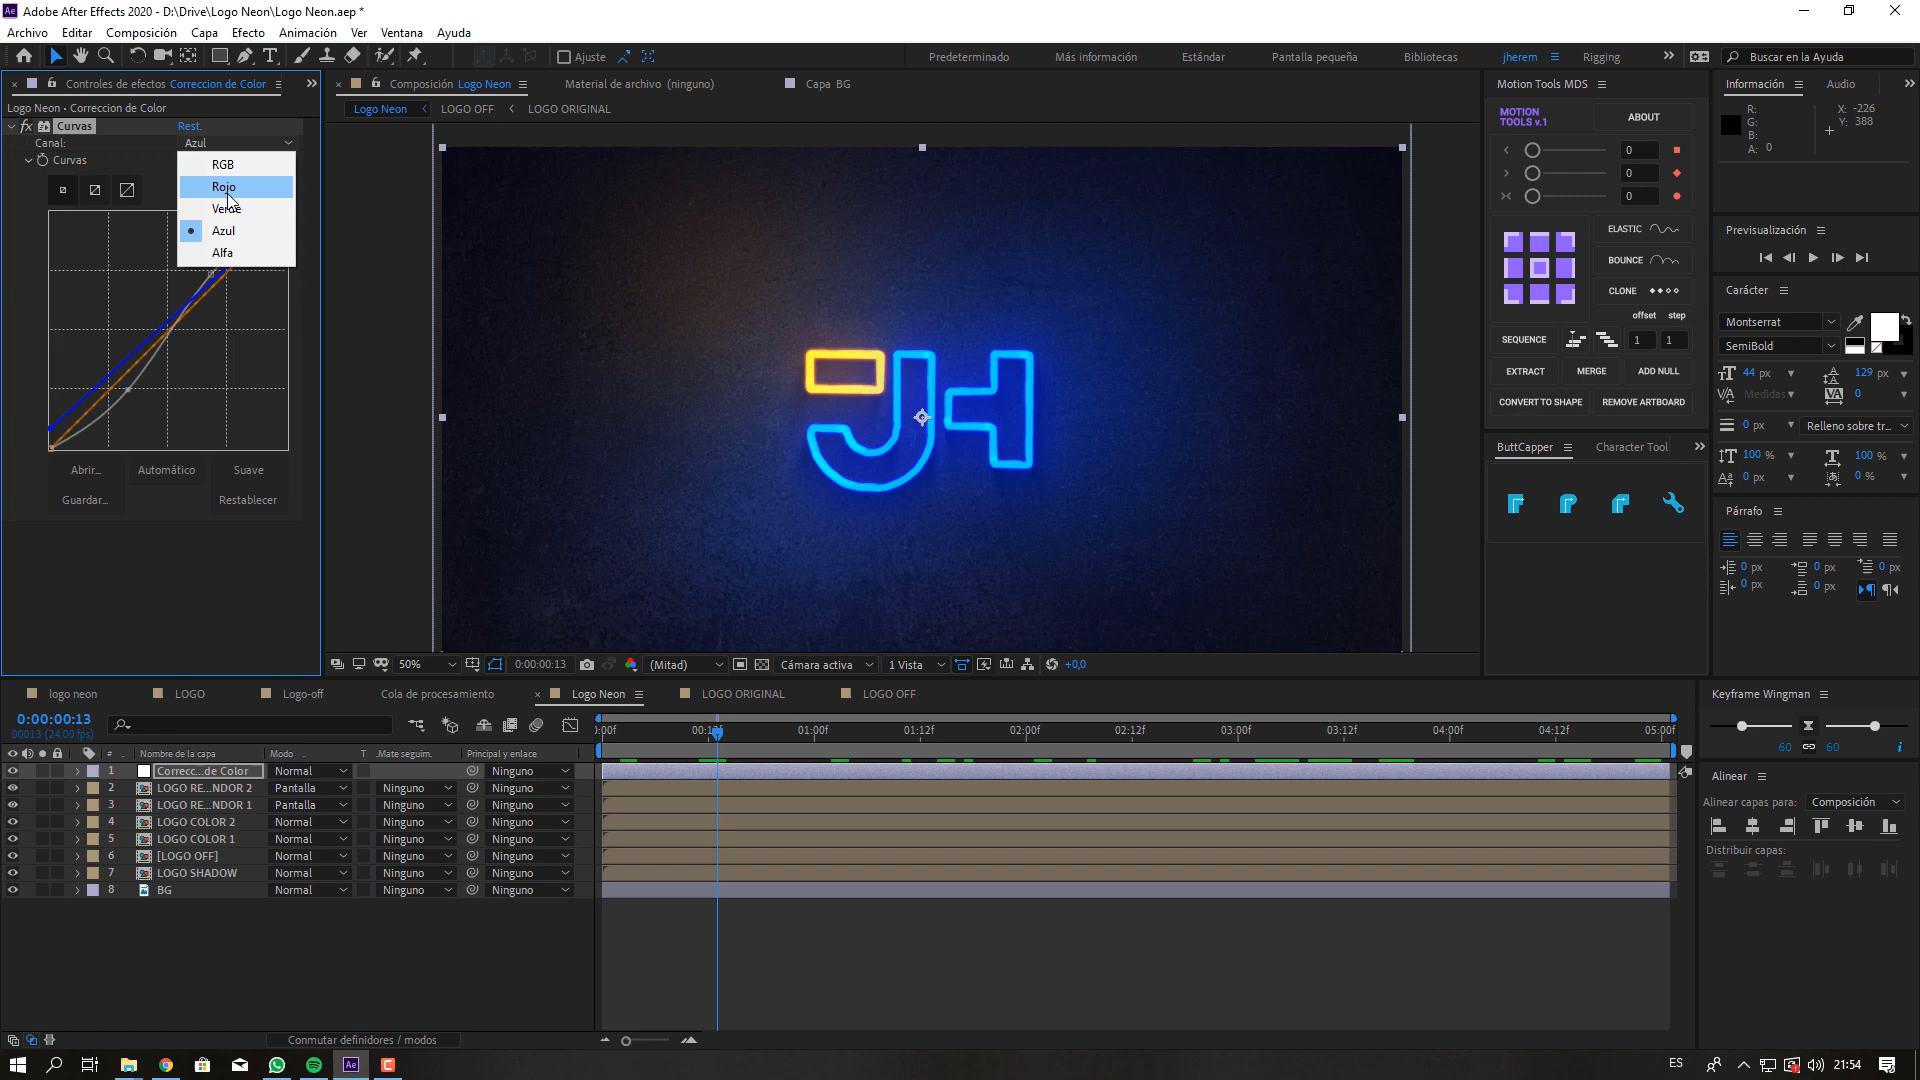 Adobe After Effects 2020 - D:\Drive\Logo Neon\Logo Neon.aep *
Archivo Editar Composición Capa Efecto Animación Ver Ventana Ayuda
Ajuste Predeterminado Más información Estándar Pantalla pequeña Bibliotecas jherem Rigging Buscar en la Ayuda
Controles de efectos Correccion de Color
Composición Logo Neon Material de archivo (ninguno) Capa BG
Motion Tools MDS
Información Audio
Logo Neon • Correccion de Color
Logo Neon LOGO OFF LOGO ORIGINAL
MOTION TOOLS v.1 ABOUT
R:
G:
B:
A: 0
X: -226
Y: 388
fx Curvas Rest.
Canal: Azul
Curvas
RGB
Rojo
Verde
Azul
Alfa
Abrir... Automático Suave
Guardar... Restablecer
0
0
0
ELASTIC
BOUNCE
CLONE
offset step
SEQUENCE 1 1
EXTRACT MERGE ADD NULL
CONVERT TO SHAPE REMOVE ARTBOARD
ButtCapper Character Tool
Previsualización
Carácter
Montserrat
SemiBold
44 px 129 px
Medidas 0
0 px Relleno sobre tr...
100 % 100 %
0 px 0 %
Párrafo
0 px 0 px 0 px
0 px 0 px
JH
50% 0:00:00:13 (Mitad) Cámara activa 1 Vista +0,0
logo neon LOGO Logo-off Cola de procesamiento Logo Neon LOGO ORIGINAL LOGO OFF
Keyframe Wingman
60 60
0:00:00:13
00013 (24.00 fps)
):00f 00:12f 01:00f 01:12f 02:00f 02:12f 03:00f 03:12f 04:00f 04:12f 05:00f
# Nombre de la capa Modo T .Mate seguim. Principal y enlace
1 Correcc...de Color Normal Ninguno
2 LOGO RE...NDOR 2 Pantalla Ninguno Ninguno
3 LOGO RE...NDOR 1 Pantalla Ninguno Ninguno
4 LOGO COLOR 2 Normal Ninguno Ninguno
5 LOGO COLOR 1 Normal Ninguno Ninguno
6 [LOGO OFF] Normal Ninguno Ninguno
7 LOGO SHADOW Normal Ninguno Ninguno
8 BG Normal Ninguno Ninguno
Alinear
Alinear capas para: Composición
Distribuir capas:
Conmutar definidores / modos
Ae ES 21:54